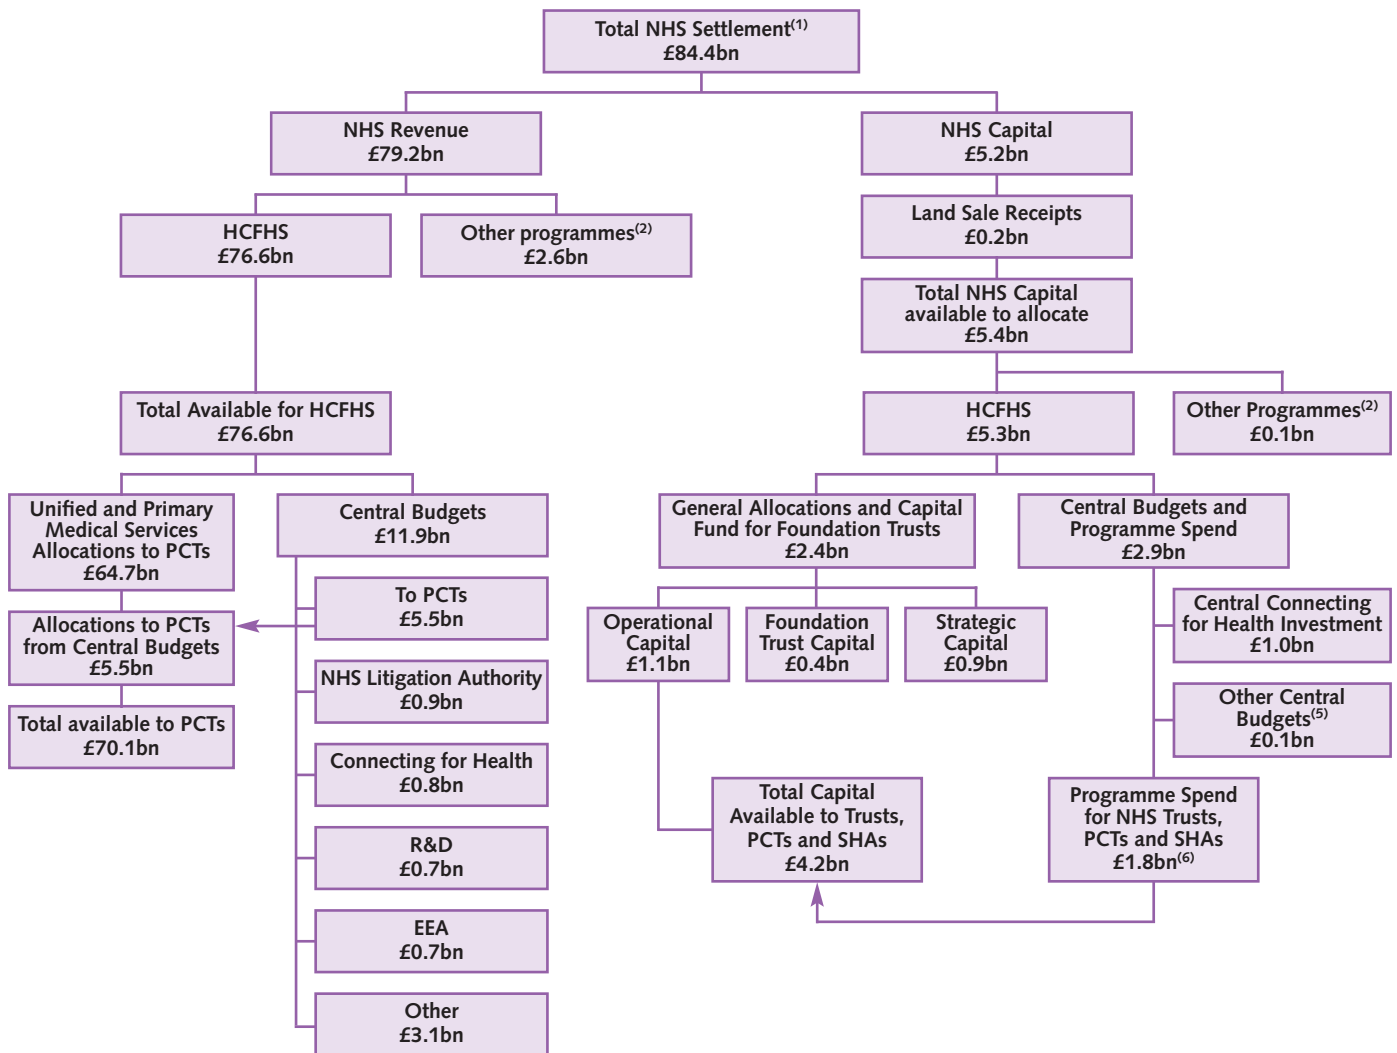 Total NHS Settlement(1)
£84.4bn
NHS Revenue
£79.2bn
NHS Capital
£5.2bn
HCFHS
£76.6bn
Other programmes(2)
£2.6bn
Land Sale Receipts
£0.2bn
Total NHS Capital
available to allocate
£5.4bn
Total Available for HCFHS
£76.6bn
HCFHS
£5.3bn
Other Programmes(2)
£0.1bn
Unified and Primary
Medical Services
Allocations to PCTs
£64.7bn
Central Budgets
£11.9bn
General Allocations and Capital
Fund for Foundation Trusts
£2.4bn
Central Budgets and
Programme Spend
£2.9bn
Allocations to PCTs
from Central Budgets
£5.5bn
To PCTs
£5.5bn
Operational
Capital
£1.1bn
Foundation
Trust Capital
£0.4bn
Strategic
Capital
£0.9bn
Central Connecting
for Health Investment
£1.0bn
Total available to PCTs
£70.1bn
NHS Litigation Authority
£0.9bn
Other Central
Budgets(5)
£0.1bn
Connecting for Health
£0.8bn
Total Capital
Available to Trusts,
PCTs and SHAs
£4.2bn
Programme Spend
for NHS Trusts,
PCTs and SHAs
£1.8bn(6)
R&D
£0.7bn
EEA
£0.7bn
Other
£3.1bn